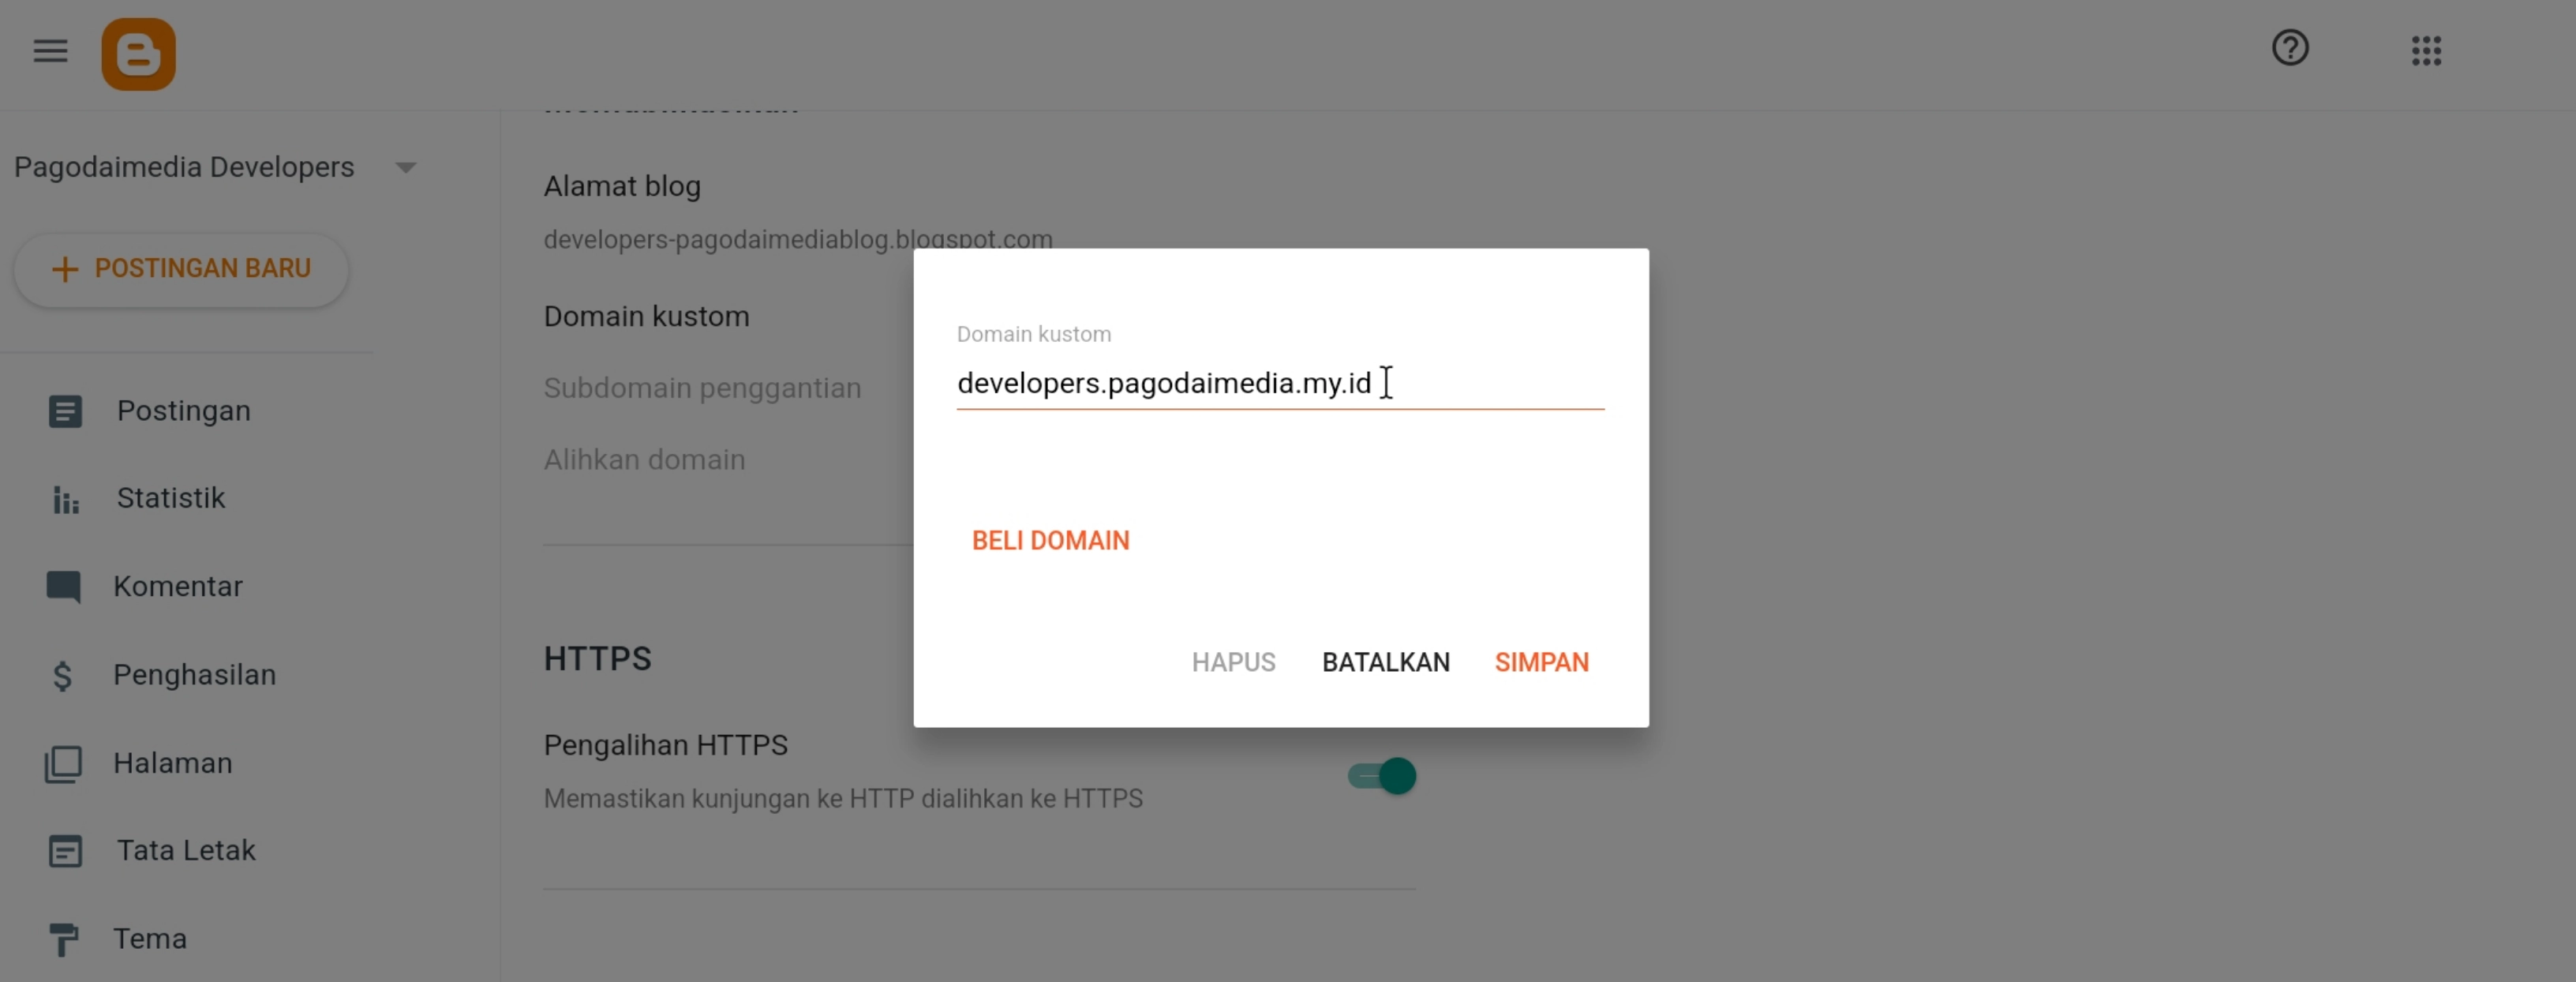 Pagodaimedia Developers
POSTINGAN BARU
Postingan
Statistik
Komentar
Penghasilan
Halaman
Tata Letak
Tema
Alamat blog
developers-pagodaimediablog.blogspot.com
Domain kustom
Subdomain penggantian
Alihkan domain
HTTPS
Pengalihan HTTPS
Memastikan kunjungan ke HTTP dialihkan ke HTTPS
Domain kustom
developers.pagodaimedia.my.id
BELI DOMAIN
HAPUS BATALKAN SIMPAN